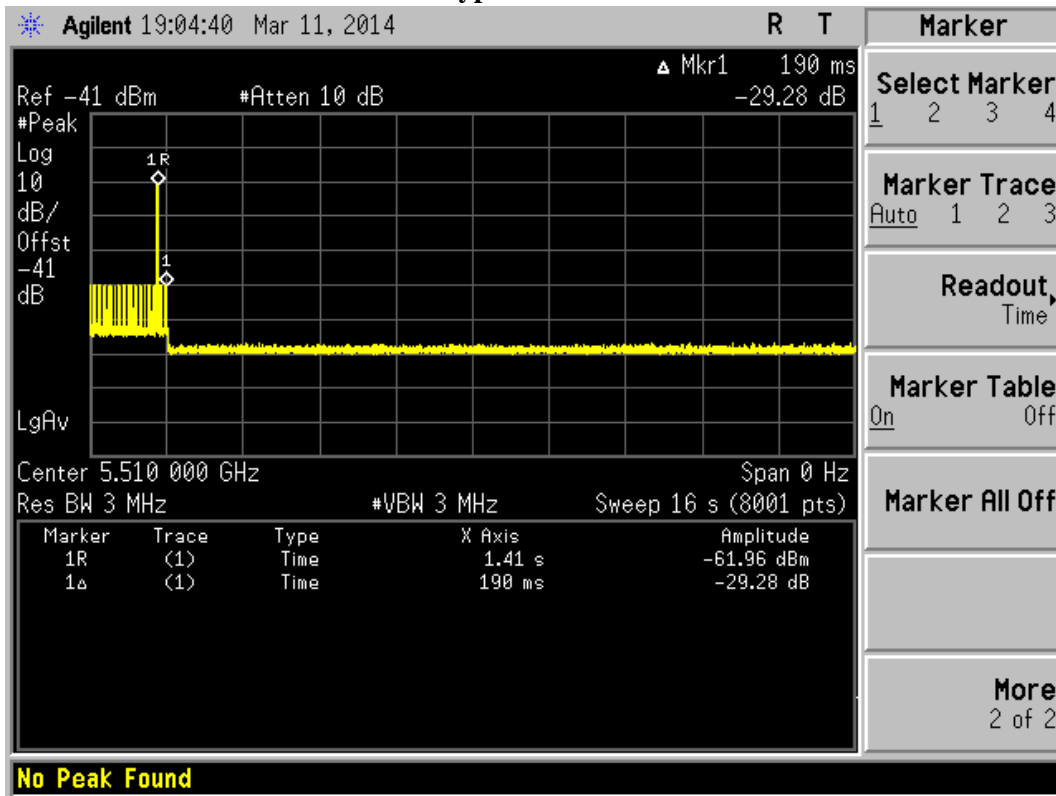 Agilent 19:04:40 Mar 11, 2014 R T
Marker
Δ Mkr1 190 ms
Ref -41 dBm #Atten 10 dB -29.28 dB
#Peak
Log
10
dB/
Offst
-41
dB
1R
1
LgAv
Center 5.510 000 GHz Span 0 Hz
Res BW 3 MHz #VBW 3 MHz Sweep 16 s (8001 pts)
Marker Trace Type X Axis Amplitude
1R (1) Time 1.41 s -61.96 dBm
1Δ (1) Time 190 ms -29.28 dB
No Peak Found
Select Marker
1 2 3 4
Marker Trace
Auto 1 2 3
Readout
Time
Marker Table
On Off
Marker All Off
More
2 of 2